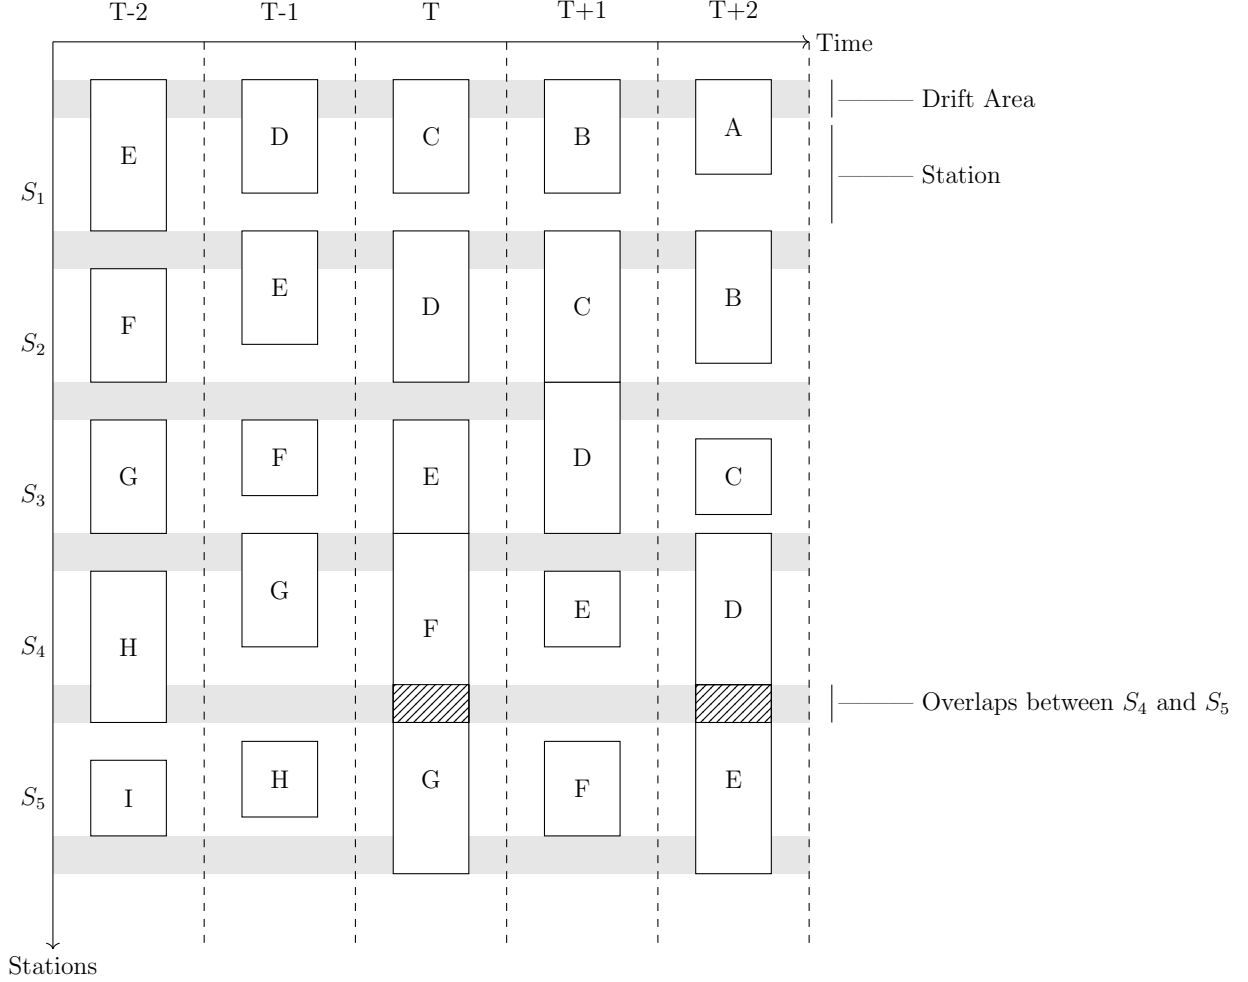 T-2 T-1 T T+1 T+2
Time
Drift Area
E D C B A
Station
S1
E D C B
F
S2
F E D C
G
S3
G
E D
H F
S4
Overlaps between S4 and S5
H G F E
I
S5
Stations